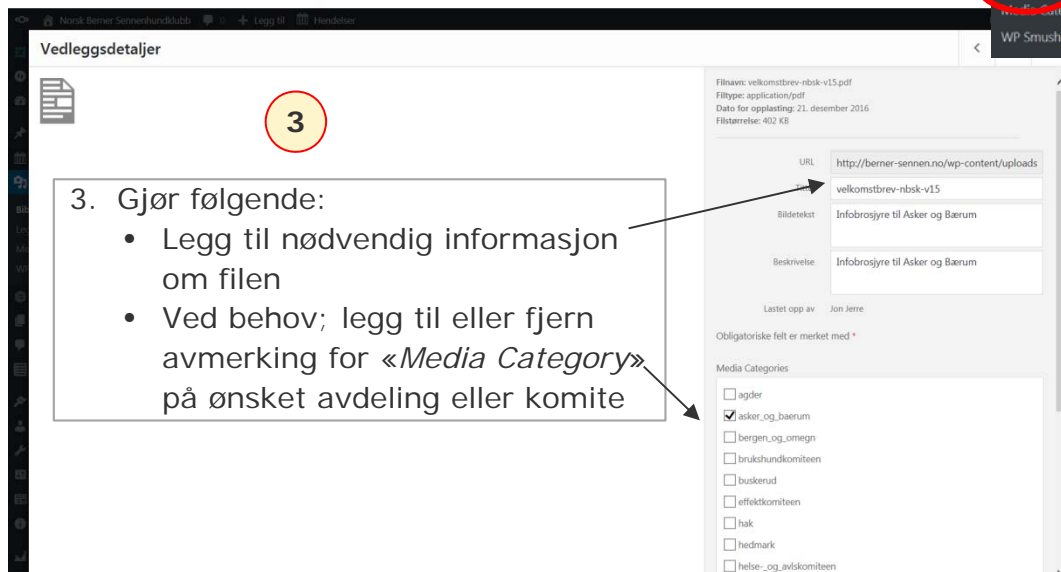 Norsk Berner Sennenhundklubb 0 Legg til Hendelser
WP Smush
Vedleggsdetaljer
3
3. Gjør følgende:
• Legg til nødvendig informasjon
om filen
• Ved behov; legg til eller fjern
avmerking for «Media Category»
på ønsket avdeling eller komite
Filnavn: velkomstbrev-nbsk-v15.pdf
Filtype: application/pdf
Dato for opplasting: 21. desember 2016
Filstørrelse: 402 KB
URL http://berner-sennen.no/wp-content/uploads
velkomstbrev-nbsk-v15
Bildetekst Infobrosjyre til Asker og Bærum
Beskrivelse Infobrosjyre til Asker og Bærum
Lastet opp av Jon Jerre
Obligatoriske felt er merket med *
Media Categories
agder
asker_og_baerum
bergen_og_omegn
brukshundkomiteen
buskerud
effektkomiteen
hak
hedmark
helse-_og_avlskomiteen